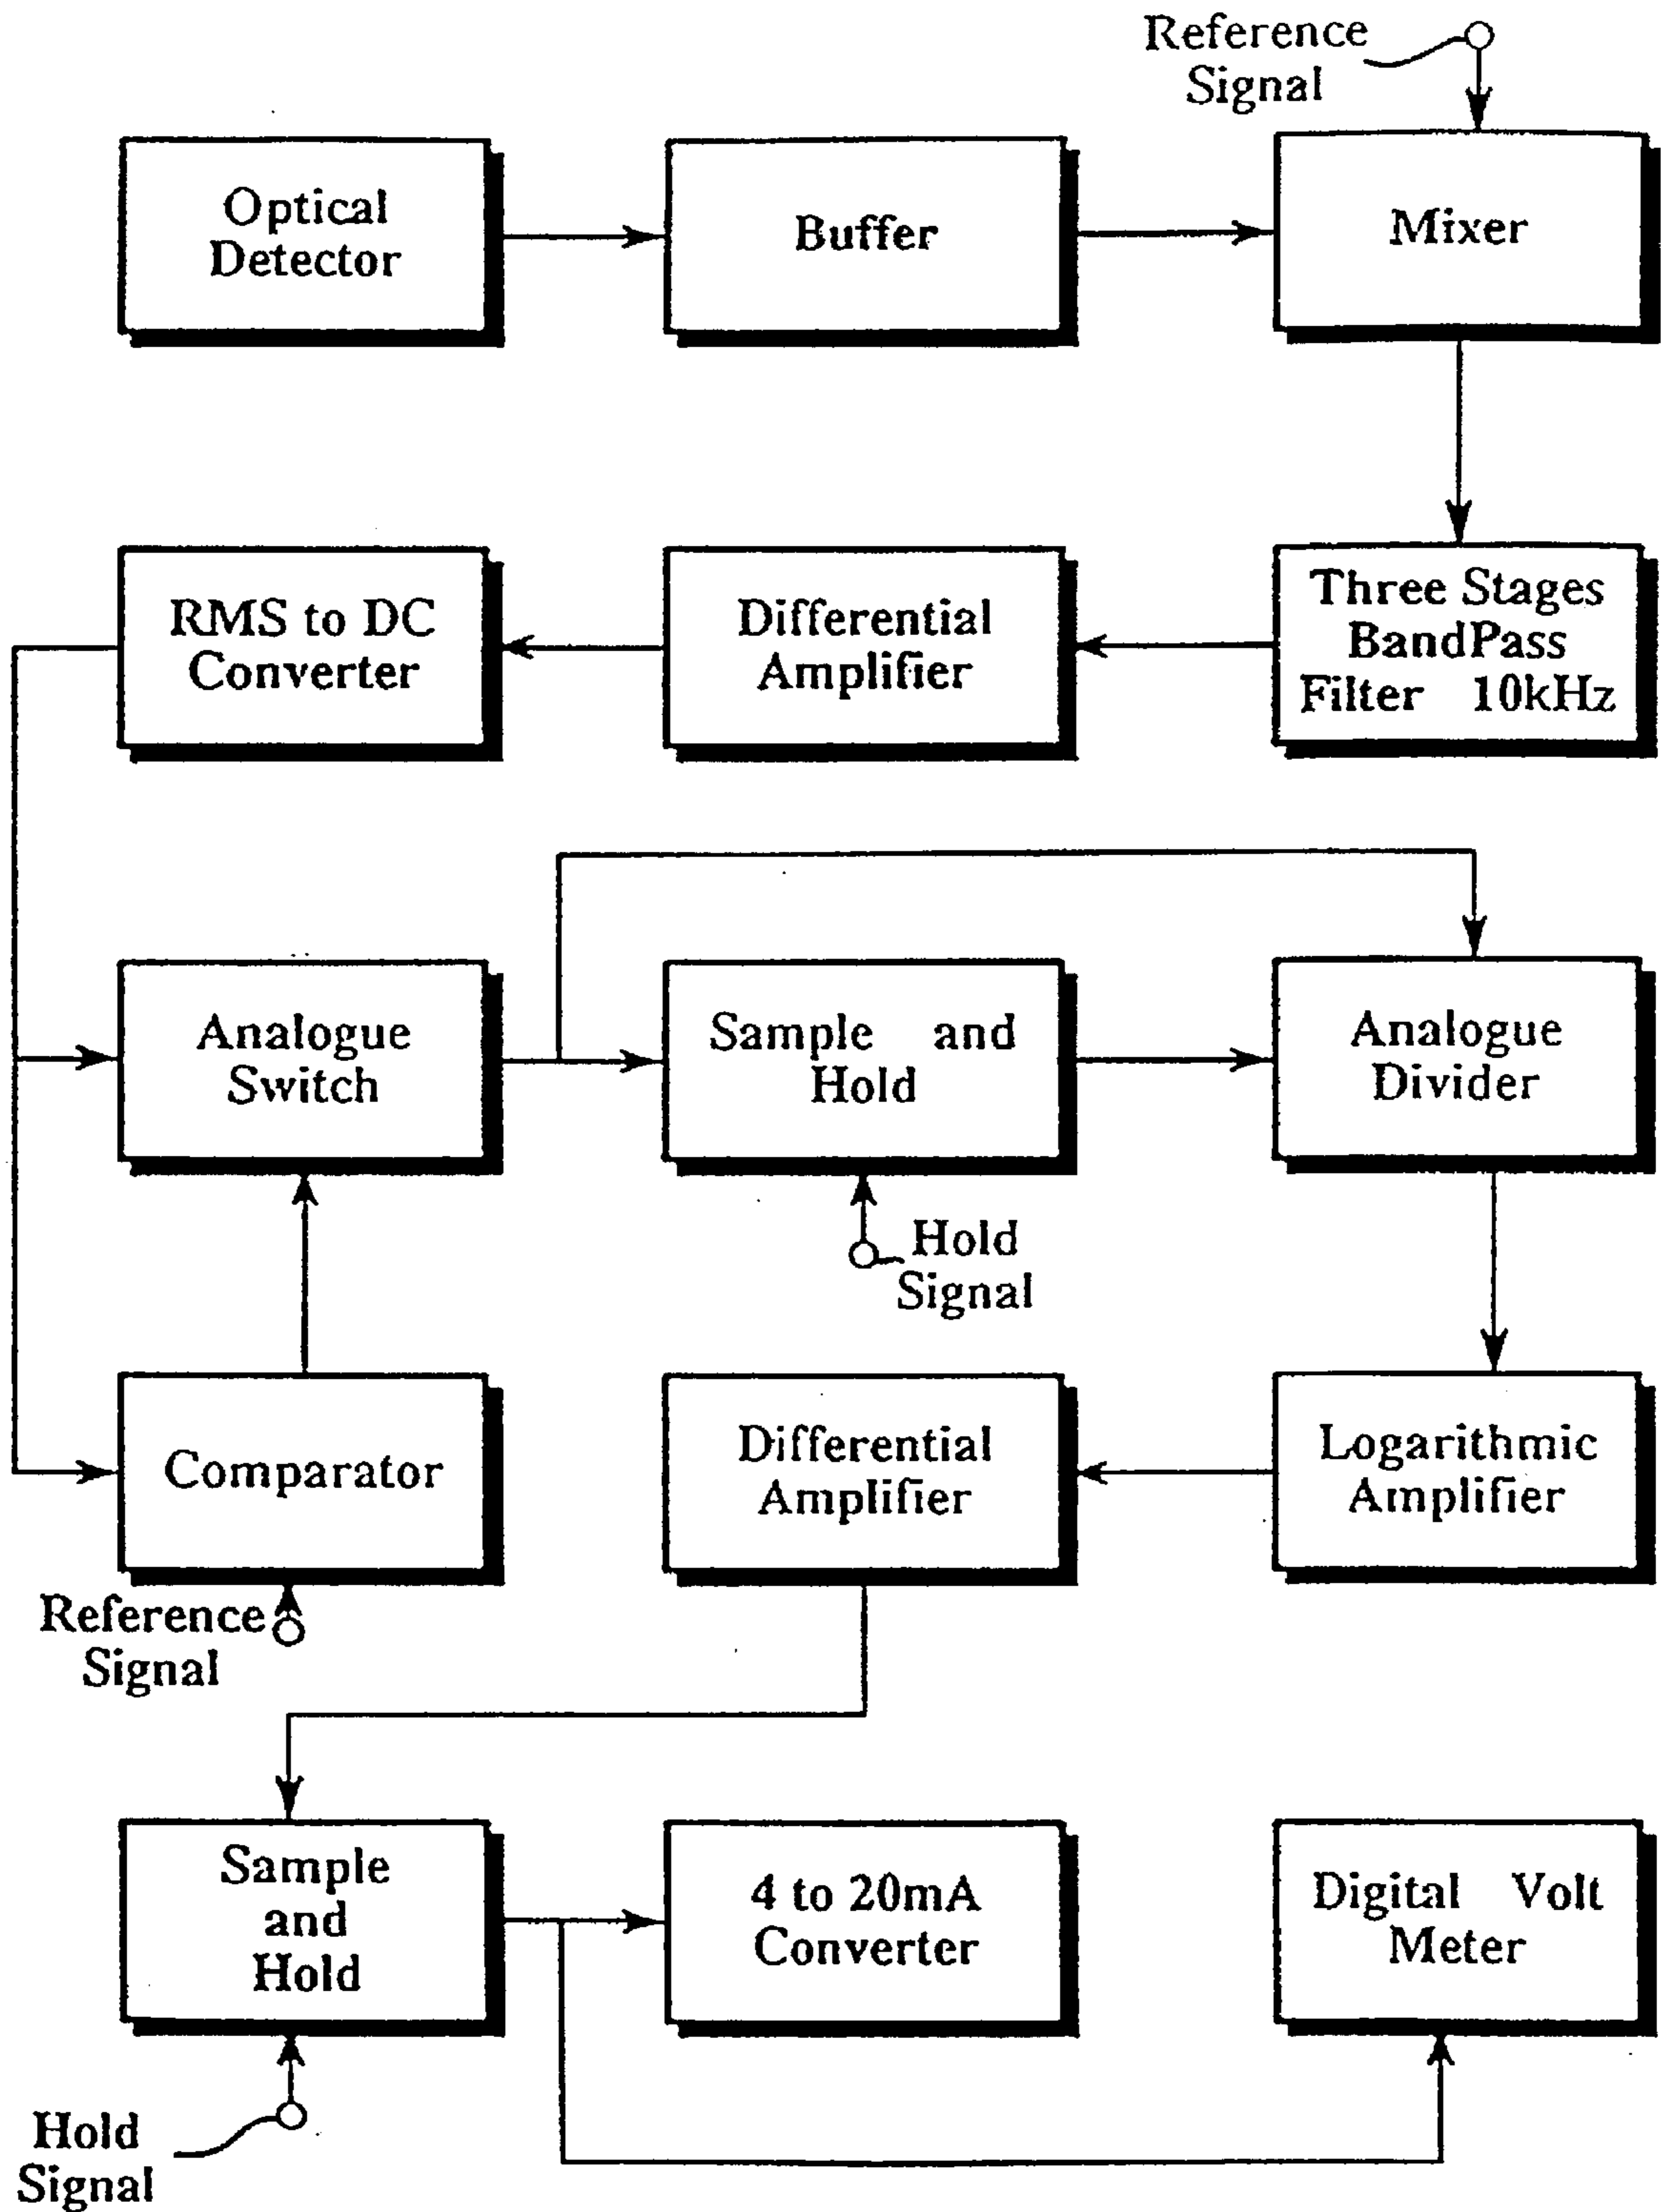 Reference
Signal
Optical
Detector
Buffer
Mixer
RMS to DC
Converter
Differential
Amplifier
Three Stages
BandPass
Filter 10kHz
Analogue
Switch
Sample and
Hold
Analogue
Divider
Hold
Signal
Comparator
Differential
Amplifier
Logarithmic
Amplifier
Reference
Signal
Sample
and
Hold
4 to 20mA
Converter
Digital Volt
Meter
Hold
Signal